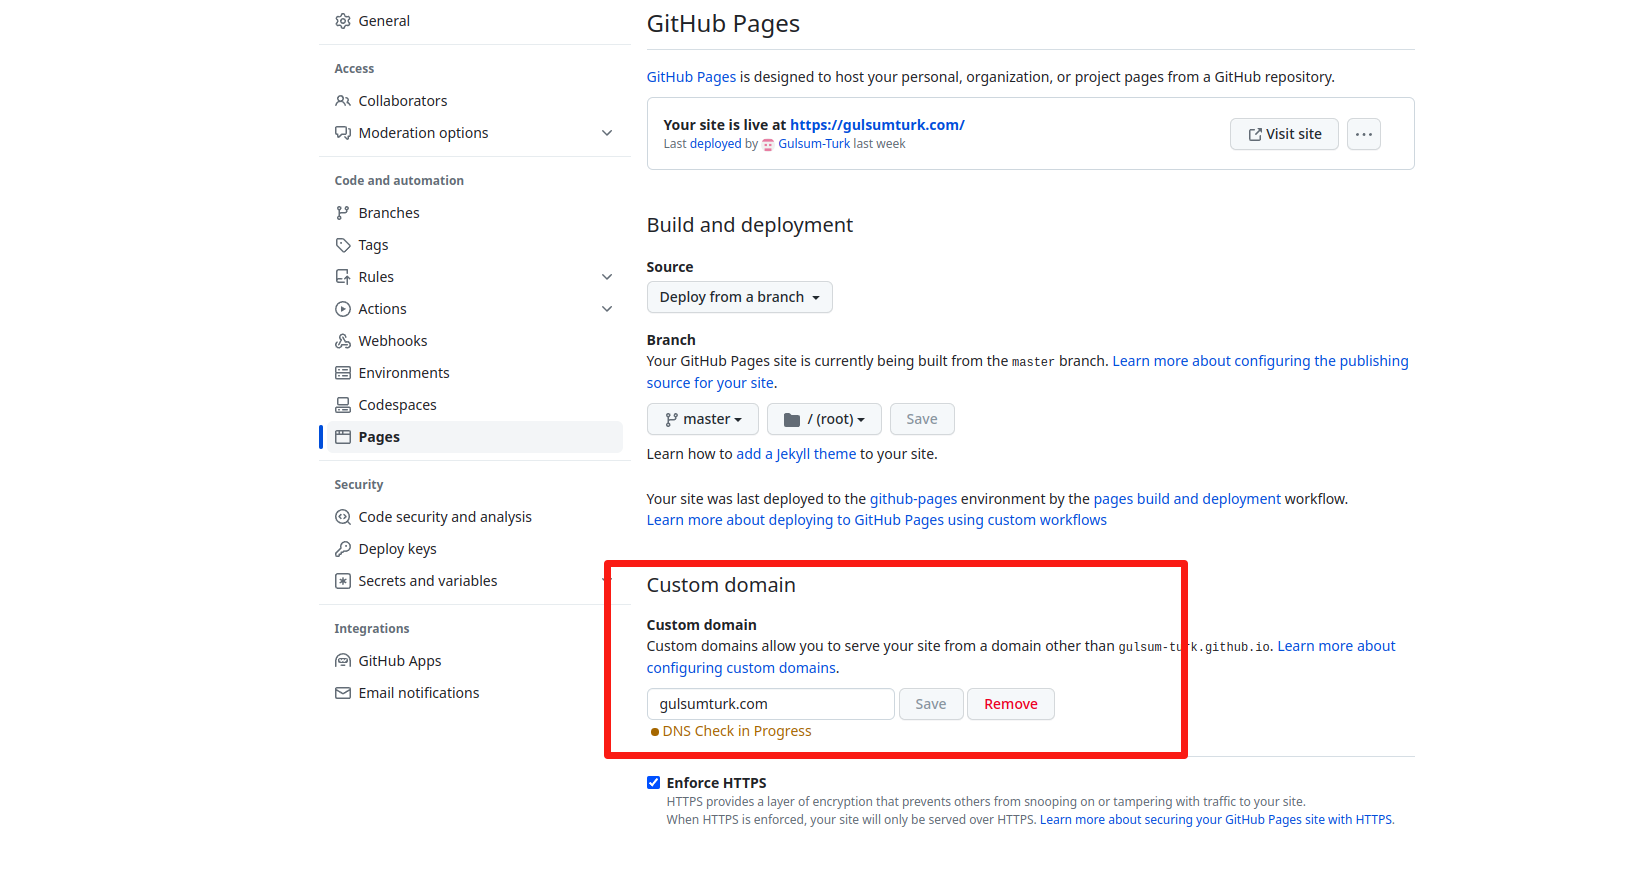 General
Access
Collaborators
Moderation options
Code and automation
Branches
Tags
Rules
Actions
Webhooks
Environments
Codespaces
Pages
Security
Code security and analysis
Deploy keys
Secrets and variables
Integrations
GitHub Apps
Email notifications
GitHub Pages
GitHub Pages is designed to host your personal, organization, or project pages from a GitHub repository.
Your site is live at https://gulsumturk.com/
Last deployed by Gulsum-Turk last week
Visit site
Build and deployment
Source
Deploy from a branch
Branch
Your GitHub Pages site is currently being built from the master branch. Learn more about configuring the publishing
source for your site.
master / (root) Save
Learn how to add a Jekyll theme to your site.
Your site was last deployed to the github-pages environment by the pages build and deployment workflow.
Learn more about deploying to GitHub Pages using custom workflows
Custom domain
Custom domain
Custom domains allow you to serve your site from a domain other than gulsum-turk.github.io. Learn more about
configuring custom domains.
gulsumturk.com Save Remove
DNS Check in Progress
Enforce HTTPS
HTTPS provides a layer of encryption that prevents others from snooping on or tampering with traffic to your site.
When HTTPS is enforced, your site will only be served over HTTPS. Learn more about securing your GitHub Pages site with HTTPS.